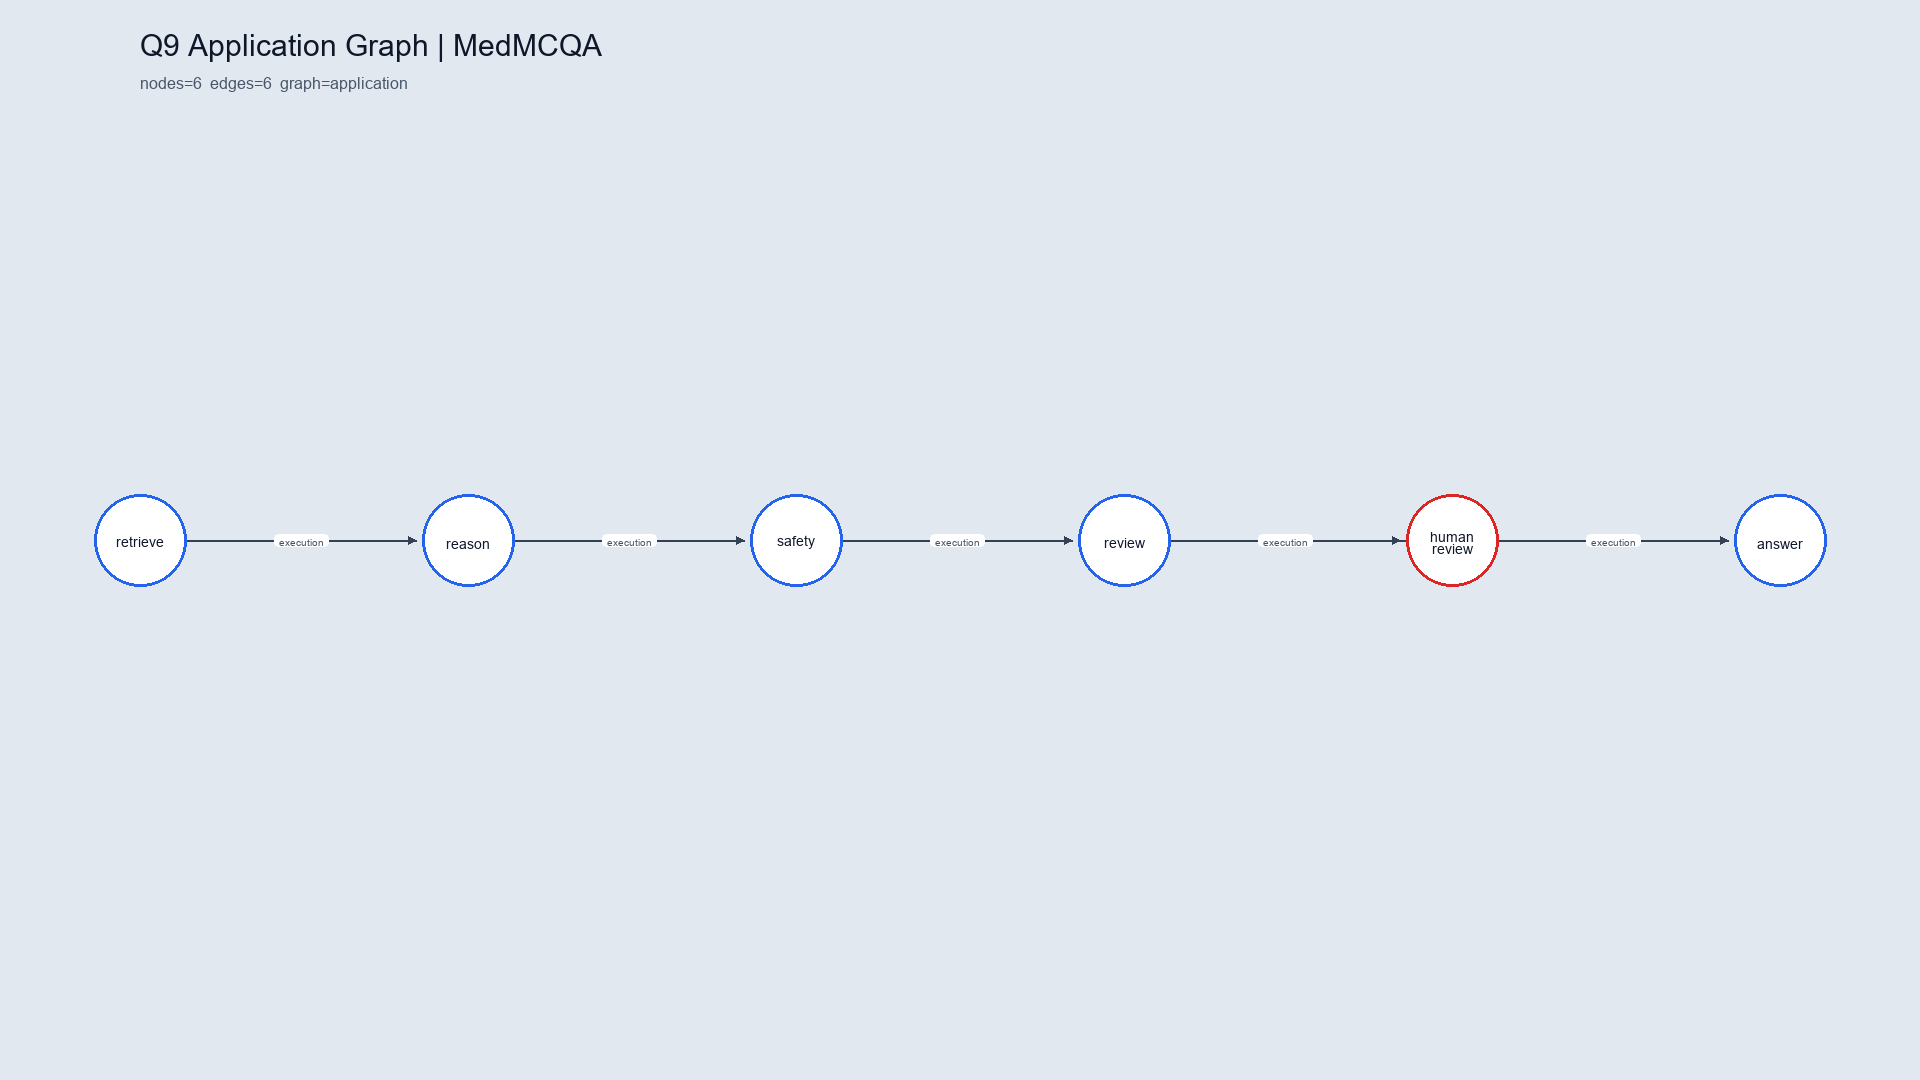 Q9 Application Graph | MedMCQA
nodes=6 edges=6 graph=application
retrieve
execution
reason
execution
safety
execution
review
execution
human
review
execution
answer